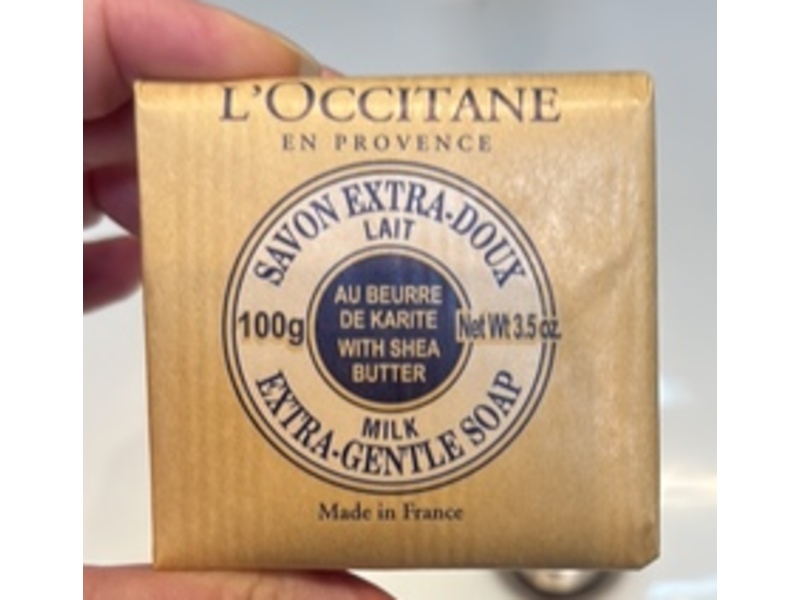 L'OCCITANE
EN PROVENCE
SAVON EXTRA-DOUX
LAIT
100g
AU BEURRE
DE KARITE
WITH SHEA
BUTTER
Net Wt 3.5 oz.
MILK
EXTRA-GENTLE SOAP
Made in France